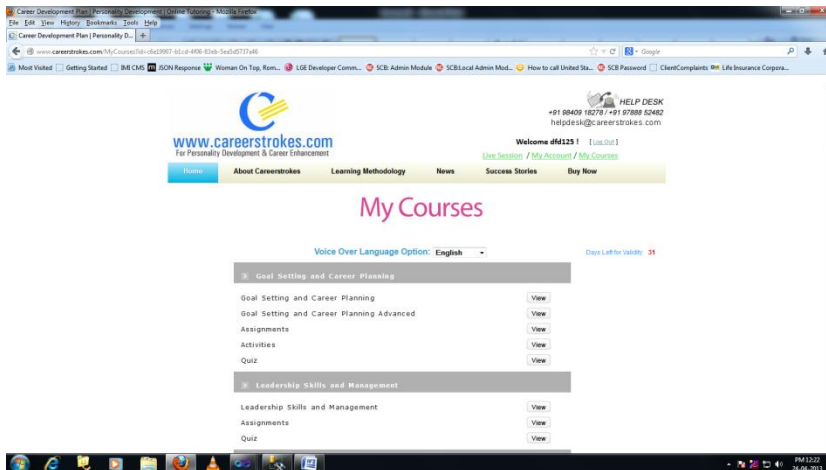 Career Development Plan | Personality Development | Online Tutoring - Mozilla Firefox
File Edit View History Bookmarks Tools Help
Career Development Plan | Personality D...
www.careerstrokes.com/MyCourses?
Google
Most Visited Getting Started IMI CMS JSON Response Woman On Top, Rom... LGE Developer Comm... SCB: Admin Module SCB:Local Admin Mod... How to call United Sta... SCB Password ClientComplaints Life Insurance Corpora...
HELP DESK
+91 98409 18278 / +91 97888 52482
helpdesk@careerstrokes.com
www.careerstrokes.com
For Personality Development & Career Enhancement
Welcome dfd125 ! [Log Out]
Live Session / My Account / My Courses
Home About Careerstrokes Learning Methodology News Success Stories Buy Now
My Courses
Voice Over Language Option: English
Days Left for Validity 31
Goal Setting and Career Planning
Goal Setting and Career Planning View
Goal Setting and Career Planning Advanced View
Assignments View
Activities View
Quiz View
Leadership Skills and Management
Leadership Skills and Management View
Assignments View
Quiz View
PM 12:22
24-04-2013